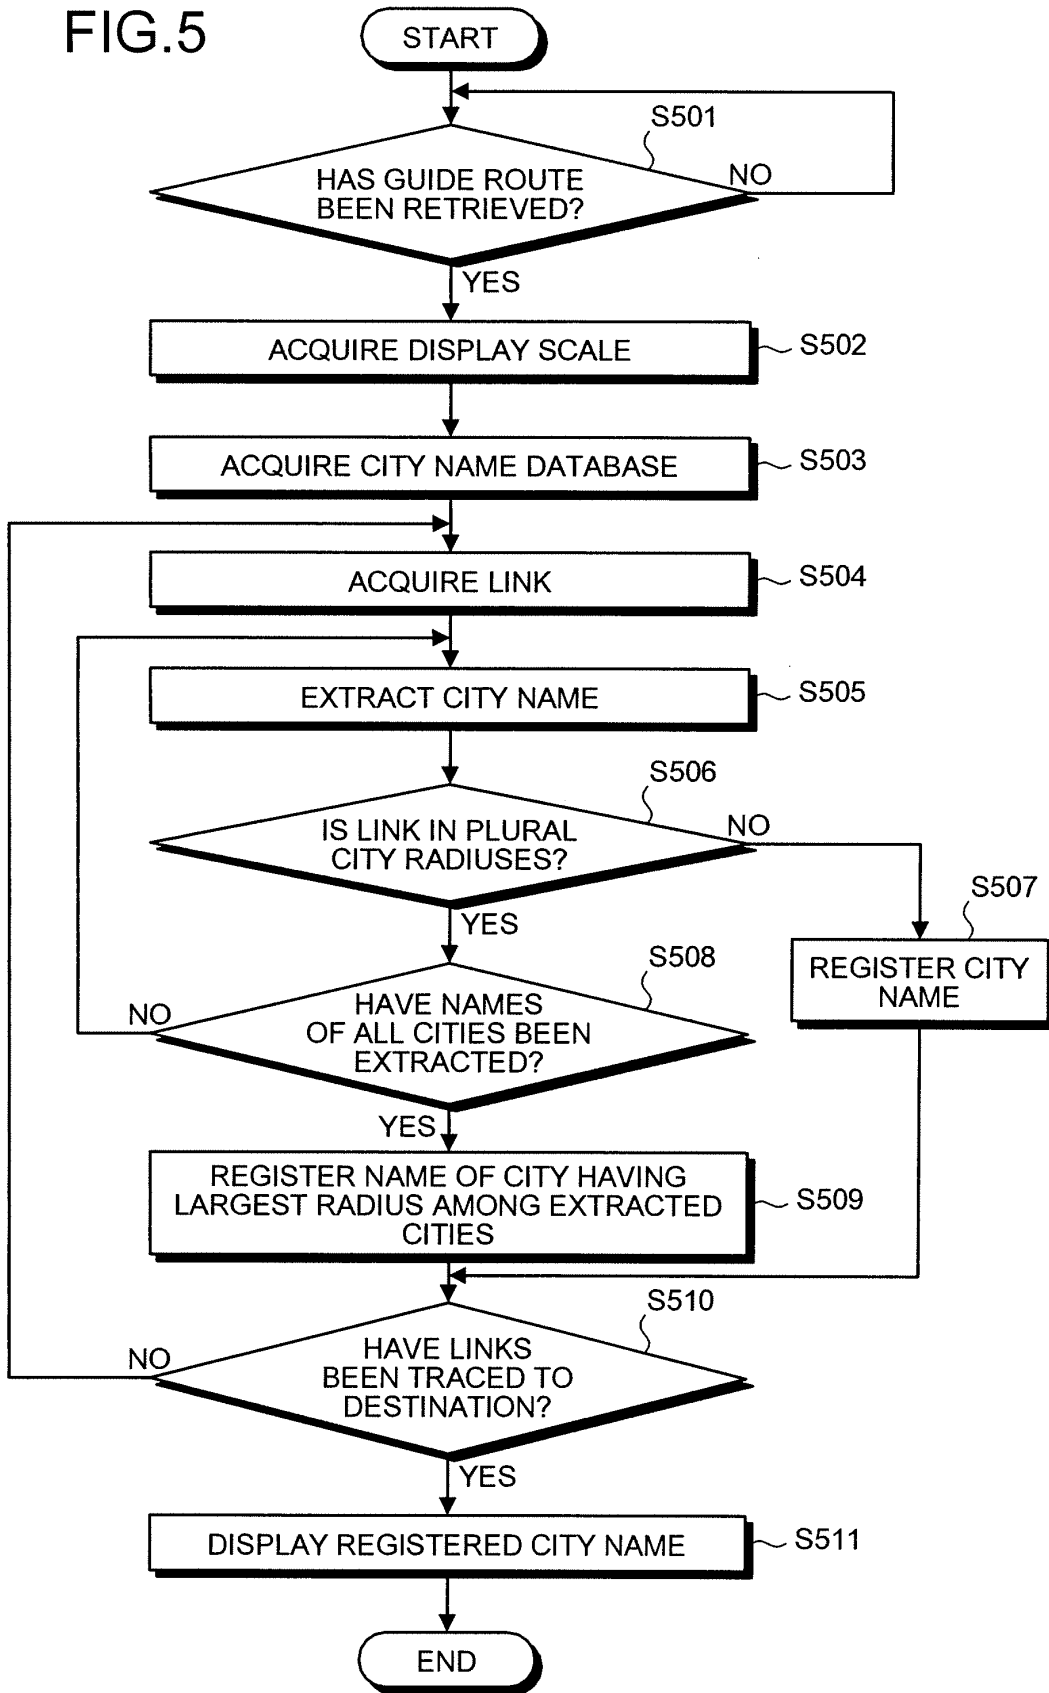 FIG.5
START
S501
HAS GUIDE ROUTE
BEEN RETRIEVED?
NO
YES
ACQUIRE DISPLAY SCALE
S502
ACQUIRE CITY NAME DATABASE
S503
ACQUIRE LINK
S504
EXTRACT CITY NAME
S505
S506
IS LINK IN PLURAL
CITY RADIUSES?
NO
YES
S507
REGISTER CITY
NAME
S508
HAVE NAMES
OF ALL CITIES BEEN
EXTRACTED?
NO
YES
REGISTER NAME OF CITY HAVING
LARGEST RADIUS AMONG EXTRACTED
CITIES
S509
S510
HAVE LINKS
BEEN TRACED TO
DESTINATION?
NO
YES
DISPLAY REGISTERED CITY NAME
S511
END